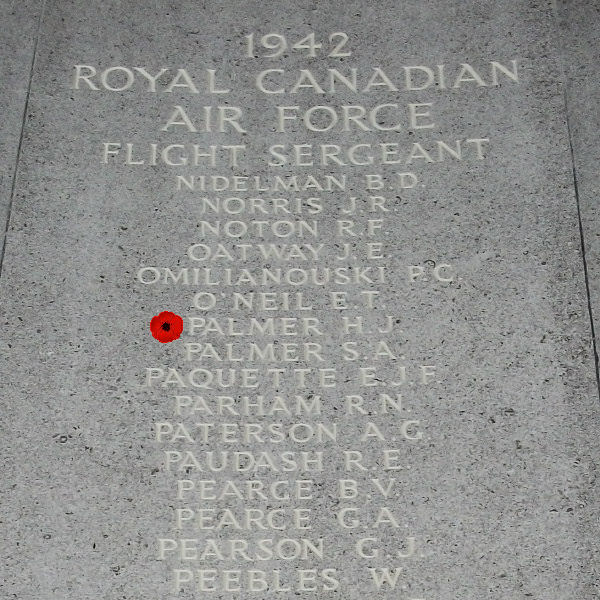 1942
ROYAL CANADIAN
AIR FORCE
FLIGHT SERGEANT
NIDELMAN B.D.
NORRIS J.R.
NOTON R.F.
OATWAY J.E.
OMILIANOUSKI P.C.
O'NEIL E.T.
PALMER H.J.
PALMER S.A.
PAQUETTE E.J.F.
PARHAM R.N.
PATERSON A.G.
PAUDASH R.E.
PEARCE B.V.
PEARCE G.A.
PEARSON G.J.
PEEBLES W.